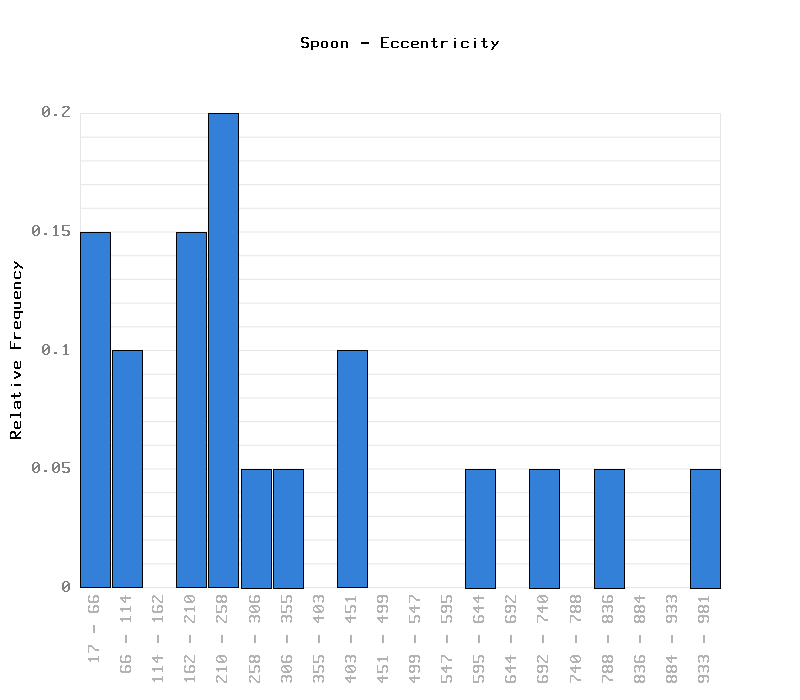 Spoon - Eccentricity
Relative Frequency
0.2
0.15
0.1
0.05
0
17 - 66
66 - 114
114 - 162
162 - 210
210 - 258
258 - 306
306 - 355
355 - 403
403 - 451
451 - 499
499 - 547
547 - 595
595 - 644
644 - 692
692 - 740
740 - 788
788 - 836
836 - 884
884 - 933
933 - 981